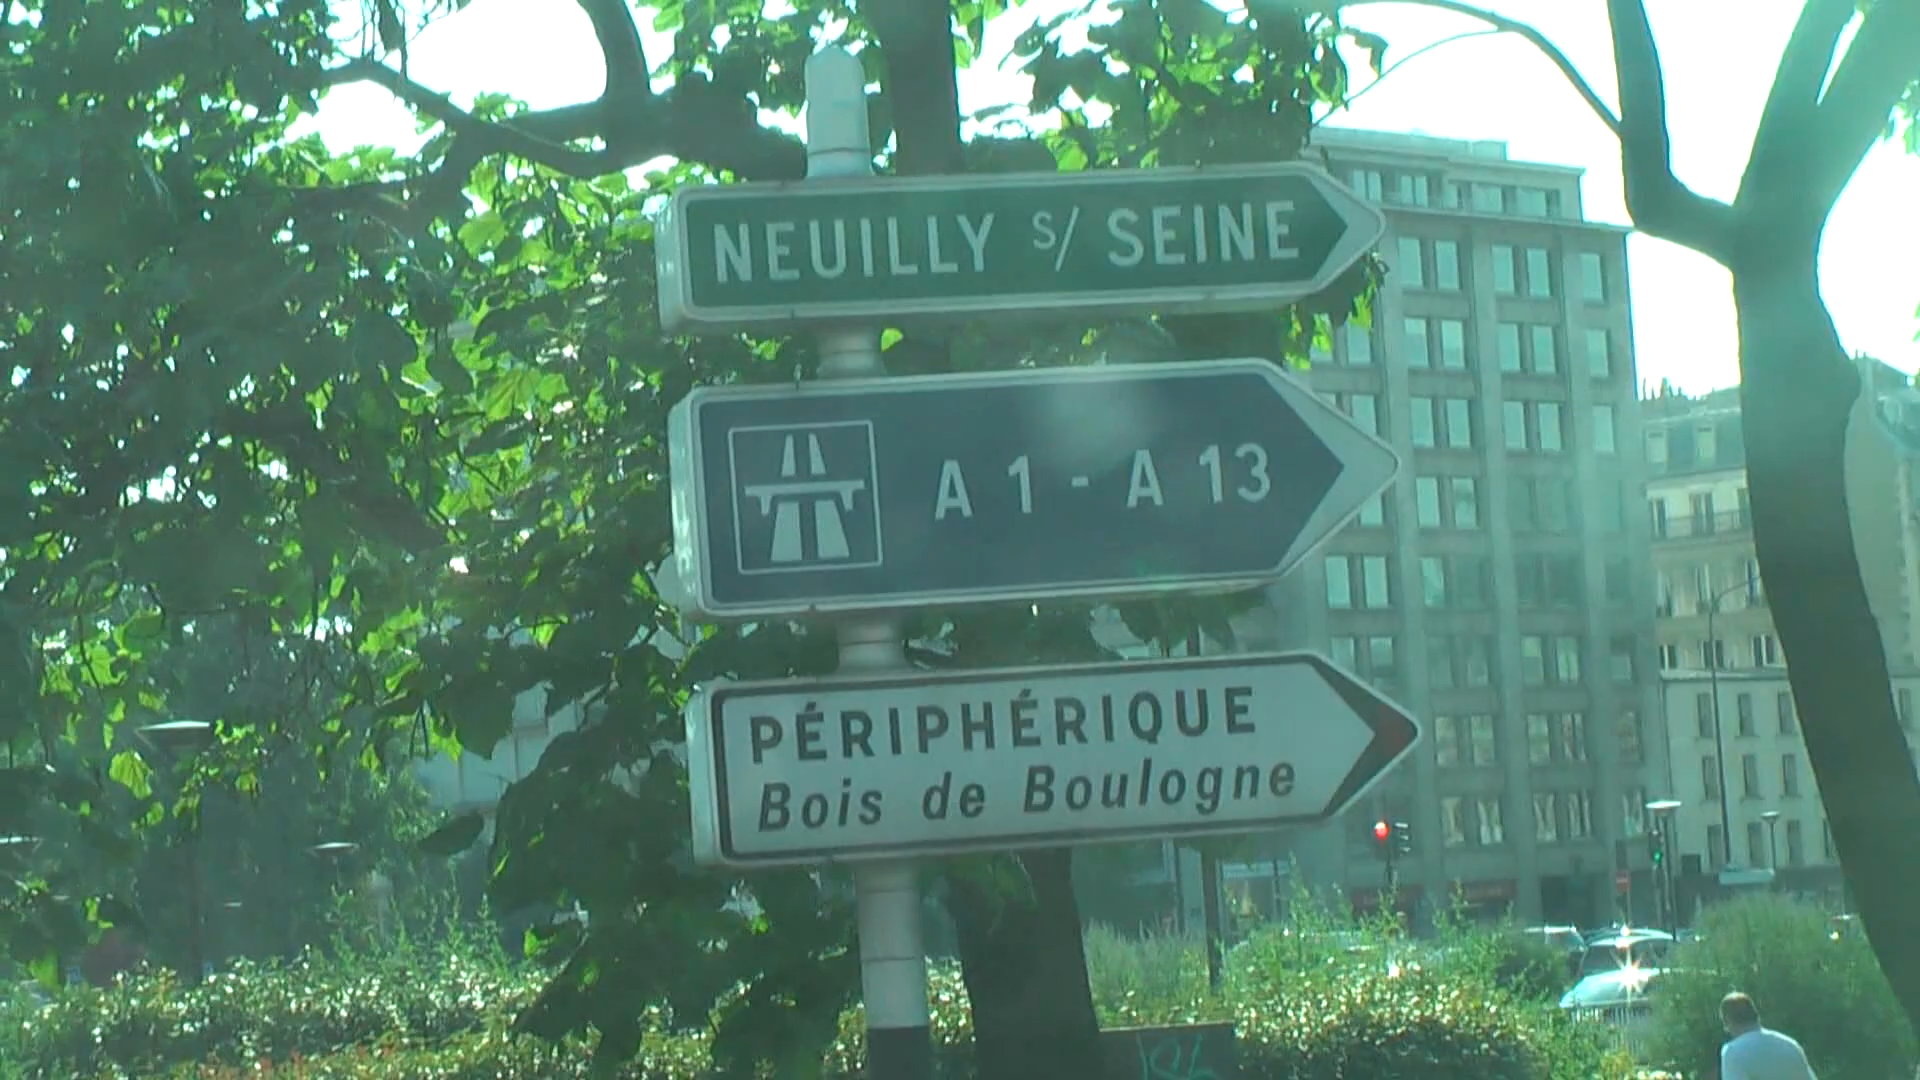 NEUILLY s/ SEINE
A 1 - A 13
PÉRIPHÉRIQUE
Bois de Boulogne